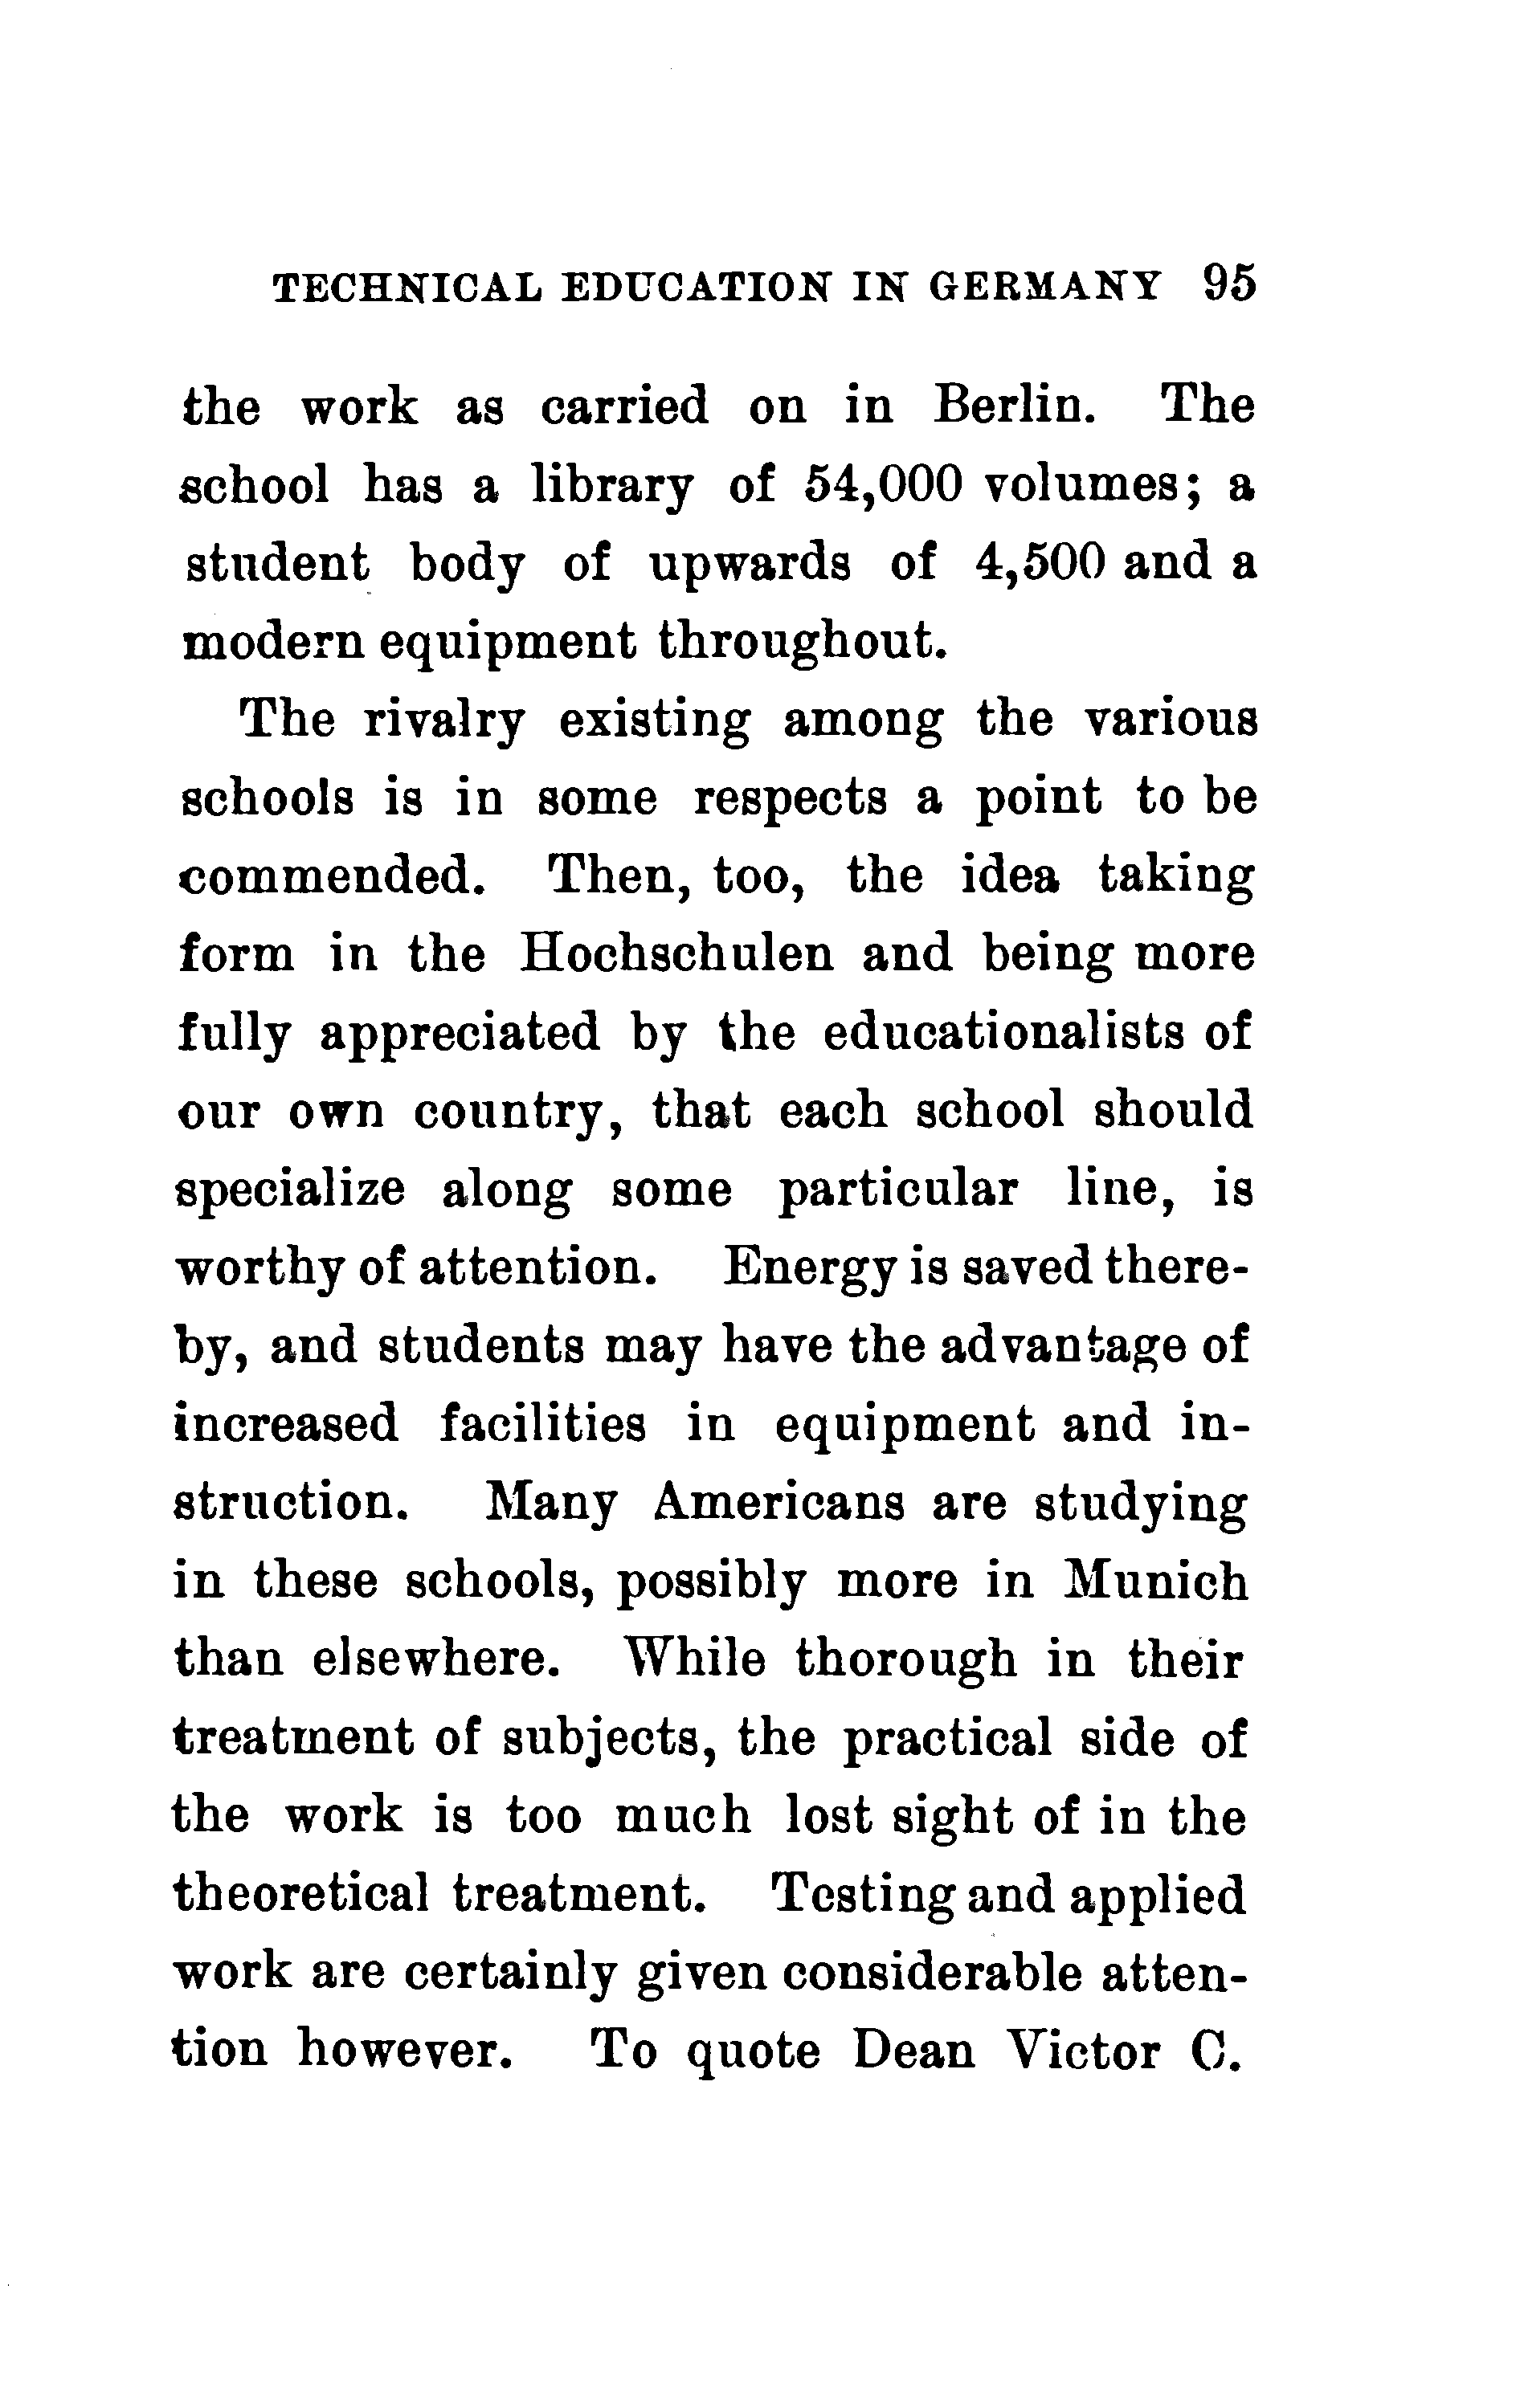 TECHNICAL EDUCATION IN GERMANY 95
the work as carried on in Berlin. The
school has a library of 54,000 volumes; a
student body of upwards of 4,500 and a
modern equipment throughout.
The rivalry existing among the various
schools is in some respects a point to be
commended. Then, too, the idea taking
form in the Hochschulen and being more
fully appreciated by the educationalists of
our own country, that each school should
specialize along some particular line, is
worthy of attention. Energy is saved there-
by, and students may have the advantage of
increased facilities in equipment and in-
struction. Many Americans are studying
in these schools, possibly more in Munich
than elsewhere. While thorough in their
treatment of subjects, the practical side of
the work is too much lost sight of in the
theoretical treatment. Testing and applied
work are certainly given considerable atten-
tion however. To quote Dean Victor C.